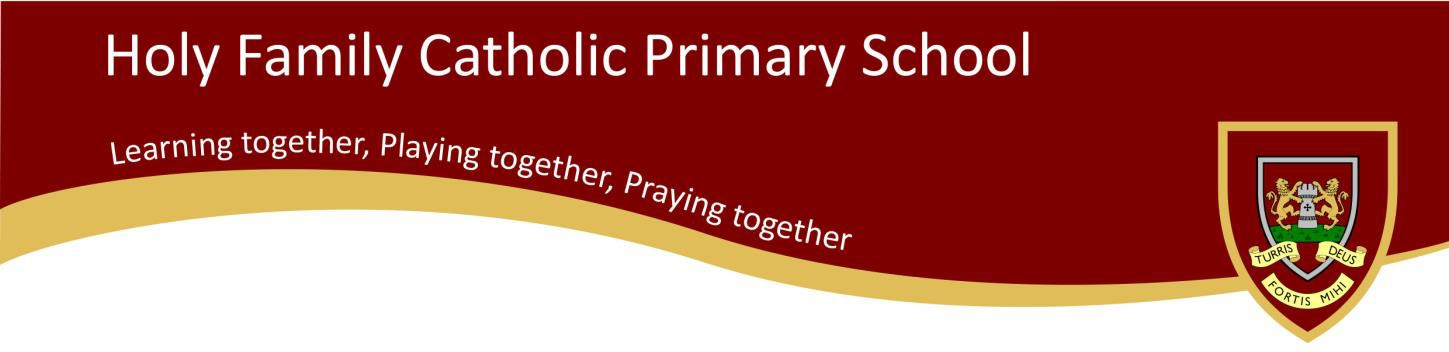 Holy Family Catholic Primary School
Learning together, Playing together, Praying together
TURRIS DEUS
FORTIS MIHI